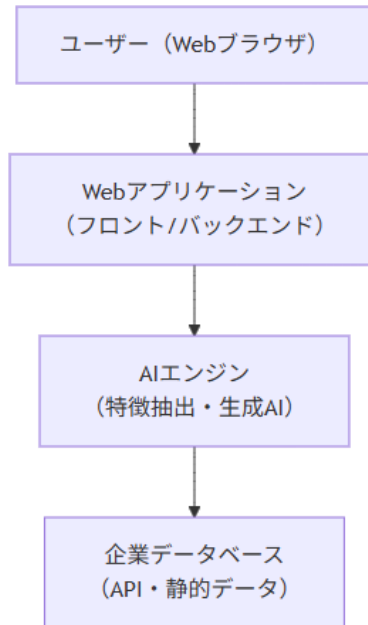 ユーザー（Webブラウザ）
Webアプリケーション
（フロント/バックエンド）
AIエンジン
（特徴抽出・生成AI）
企業データベース
（API・静的データ）